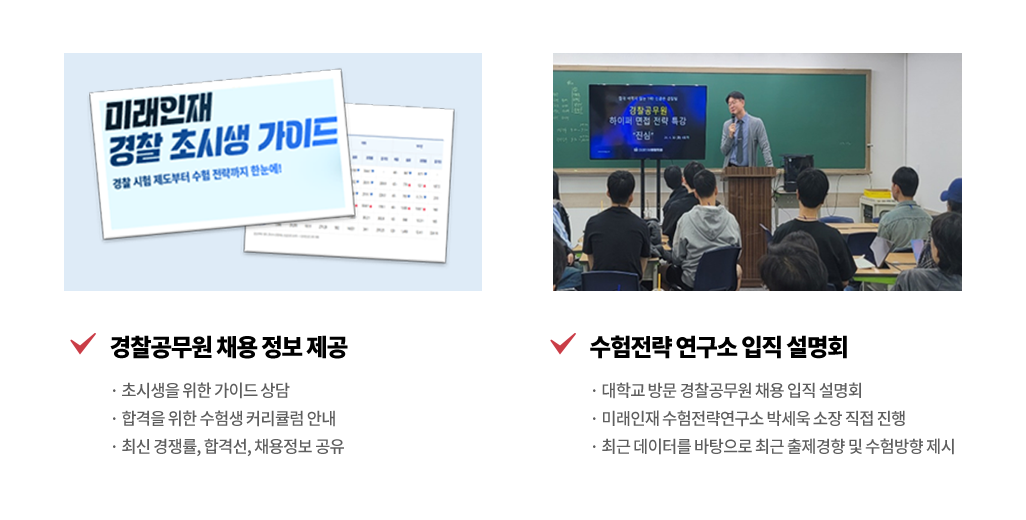 미래인재
경찰 초시생 가이드
경찰 시험 제도부터 수험 전략까지 한눈에!
경찰공무원
하이퍼 면접 전략 특강
"진심"
경찰공무원 채용 정보 제공
· 초시생을 위한 가이드 상담
· 합격을 위한 수험생 커리큘럼 안내
· 최신 경쟁률, 합격선, 채용정보 공유
수험전략 연구소 입직 설명회
· 대학교 방문 경찰공무원 채용 입직 설명회
· 미래인재 수험전략연구소 박세욱 소장 직접 진행
· 최근 데이터를 바탕으로 최근 출제경향 및 수험방향 제시